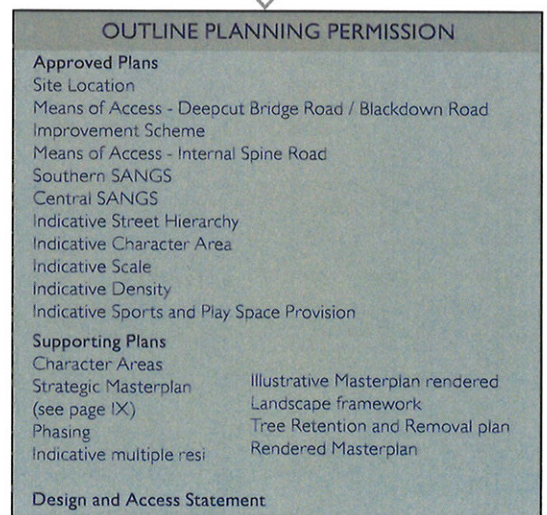 OUTLINE PLANNING PERMISSION
Approved Plans
Site Location
Means of Access - Deepcut Bridge Road / Blackdown Road
Improvement Scheme
Means of Access - Internal Spine Road
Southern SANGS
Central SANGS
Indicative Street Hierarchy
Indicative Character Area
Indicative Scale
Indicative Density
Indicative Sports and Play Space Provision
Supporting Plans
Character Areas
Strategic Masterplan
(see page IX)
Phasing
Indicative multiple resi
Illustrative Masterplan rendered
Landscape framework
Tree Retention and Removal plan
Rendered Masterplan
Design and Access Statement